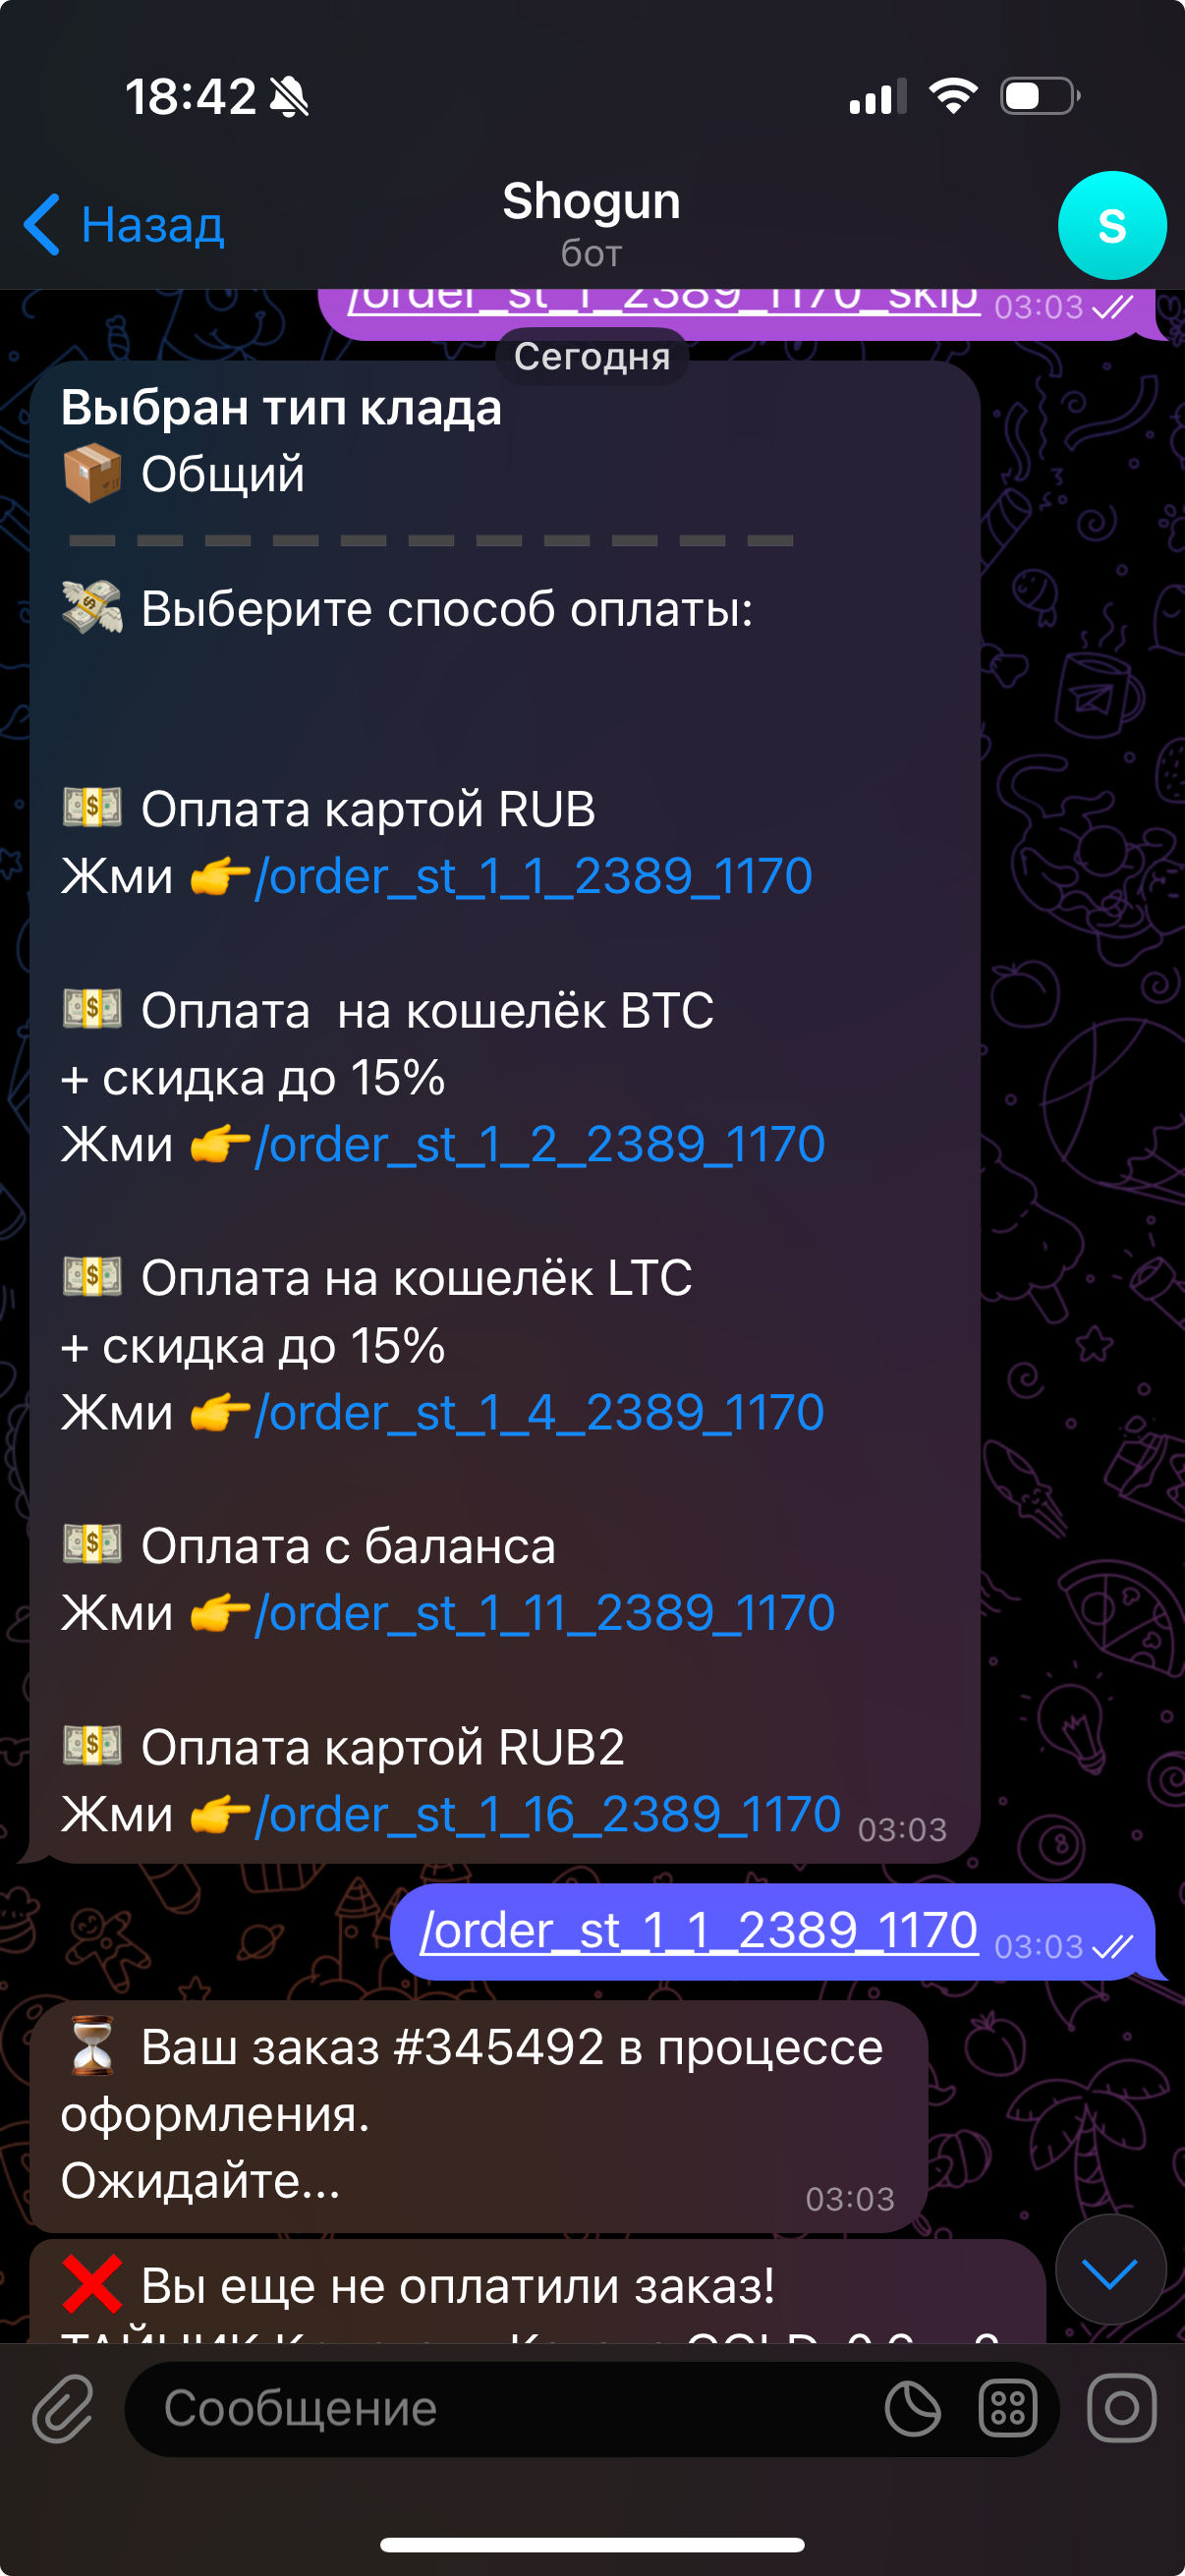 18:42
Назад
Shogun
бот
S
/order_st_1_2389_1170_skip 03:03
Сегодня
Выбран тип клада
📦 Общий
💸 Выберите способ оплаты:
💵 Оплата картой RUB
Жми 👉/order_st_1_1_2389_1170
💵 Оплата  на кошелёк BTC
+ скидка до 15%
Жми 👉/order_st_1_2_2389_1170
💵 Оплата на кошелёк LTC
+ скидка до 15%
Жми 👉/order_st_1_4_2389_1170
💵 Оплата с баланса
Жми 👉/order_st_1_11_2389_1170
💵 Оплата картой RUB2
Жми 👉/order_st_1_16_2389_1170 03:03
/order_st_1_1_2389_1170 03:03
⏳ Ваш заказ #345492 в процессе
оформления.
Ожидайте...
03:03
❌ Вы еще не оплатили заказ!
ТАЙНИК
Сообщение